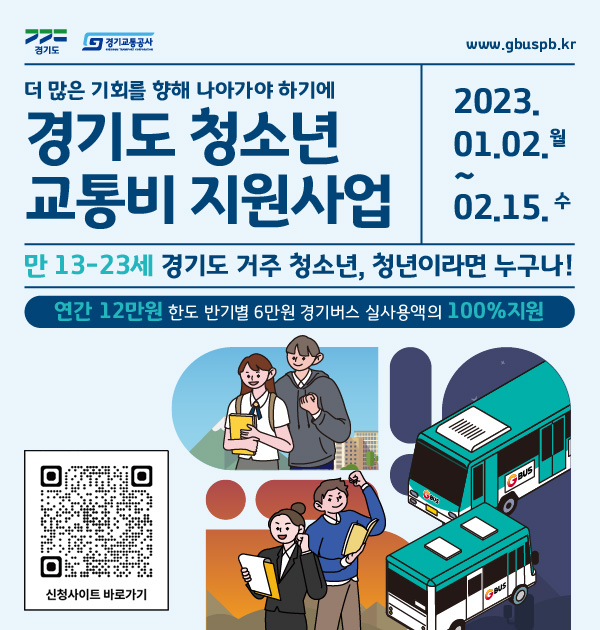 경기도
경기교통공사
www.gbuspb.kr
더 많은 기회를 향해 나아가야 하기에
경기도 청소년
교통비 지원사업
2023.
01.02.월
~
02.15.수
만 13-23세 경기도 거주 청소년, 청년이라면 누구나!
연간 12만원 한도 반기별 6만원 경기버스 실사용액의 100%지원
G BUS
G BUS
신청사이트 바로가기